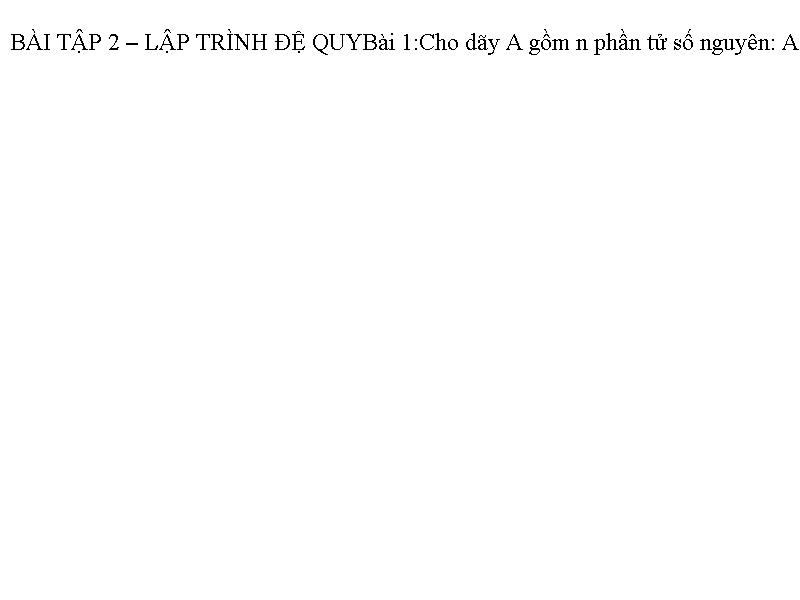 BÀI TẬP 2 – LẬP TRÌNH ĐỆ QUYBài 1:Cho dãy A gồm n phần tử số nguyên: A